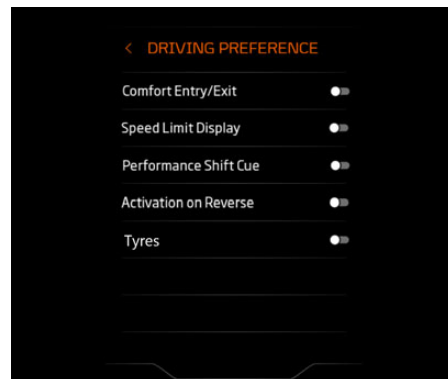 < DRIVING PREFERENCE
Comfort Entry/Exit
Speed Limit Display
Performance Shift Cue
Activation on Reverse
Tyres